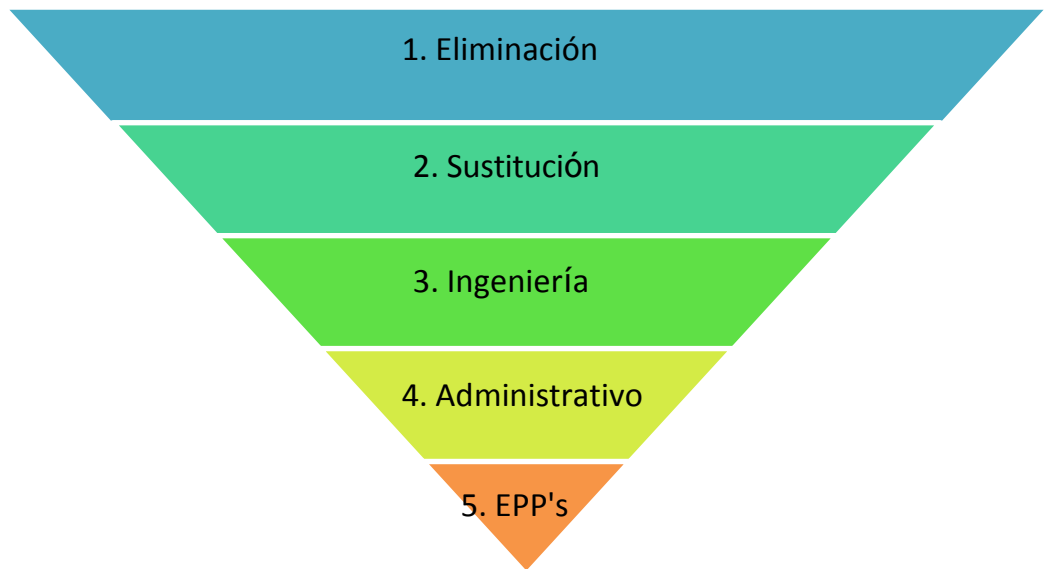 1. Eliminación
2. Sustitución
3. Ingeniería
4. Administrativo
5. EPP's